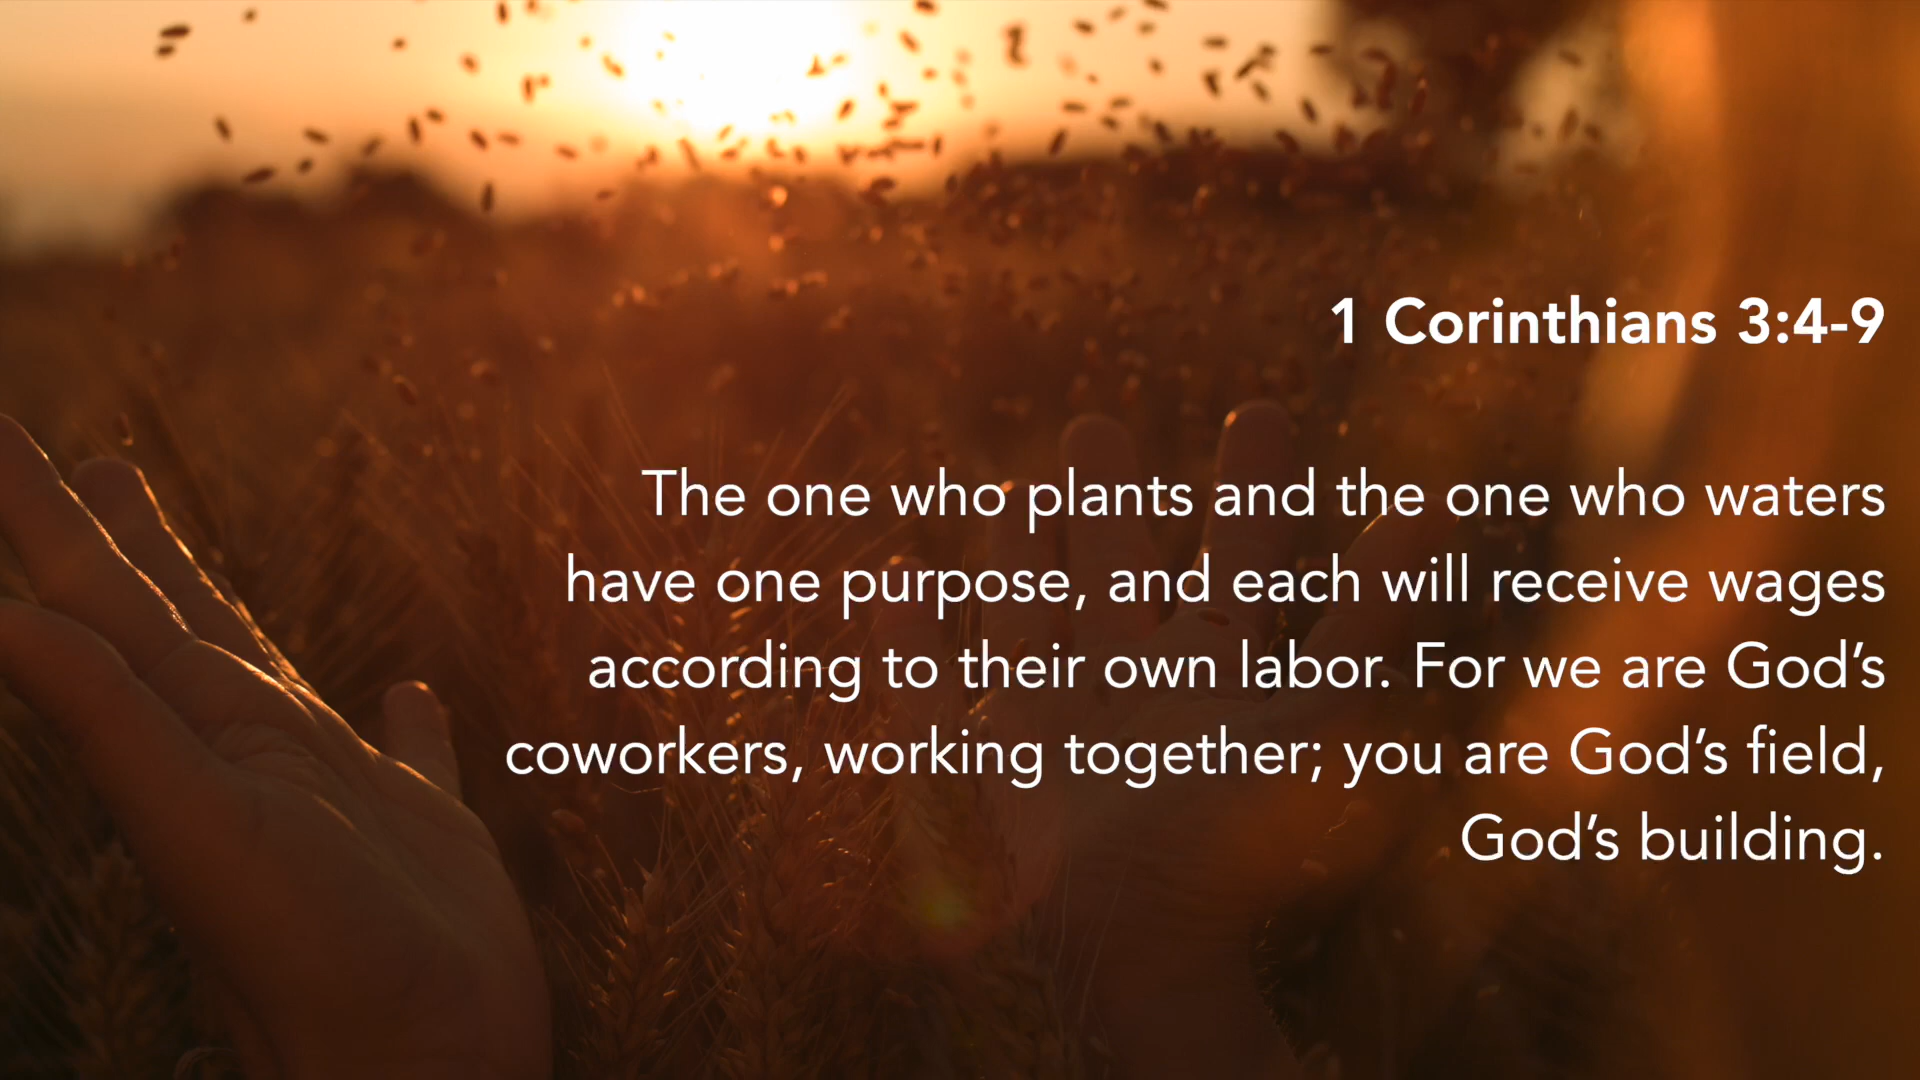 1 Corinthians 3:4-9
The one who plants and the one who waters
have one purpose, and each will receive wages
according to their own labor. For we are God’s
coworkers, working together; you are God’s field,
God’s building.